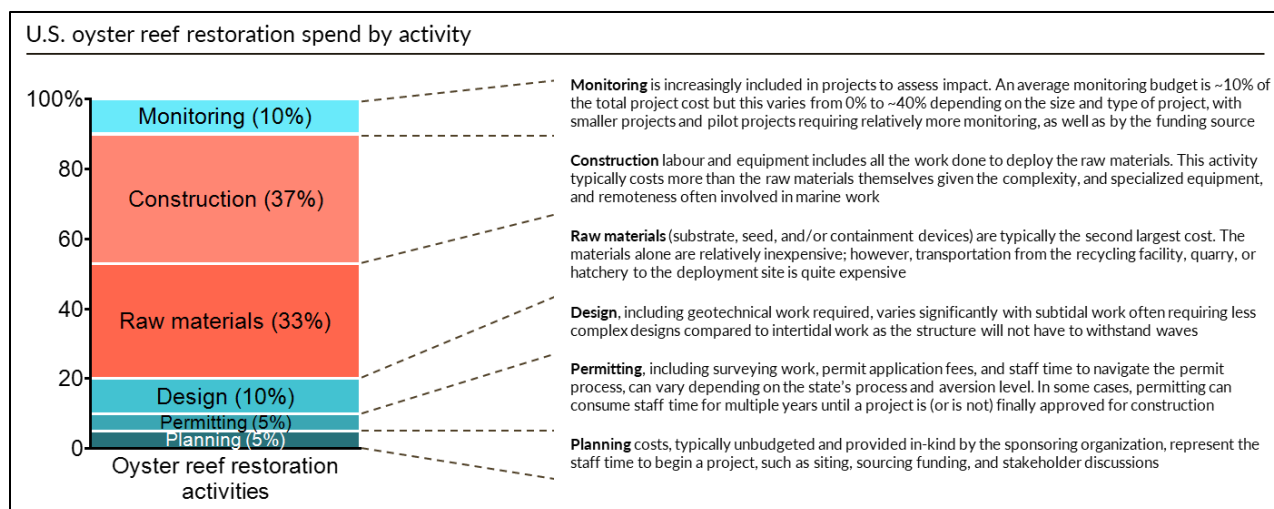 U.S. oyster reef restoration spend by activity
100%
80
60
40
20
0
Monitoring (10%)
Construction (37%)
Raw materials (33%)
Design (10%)
Permitting (5%)
Planning (5%)
Oyster reef restoration
activities
Monitoring is increasingly included in projects to assess impact. An average monitoring budget is ~10% of
the total project cost but this varies from 0% to ~40% depending on the size and type of project, with
smaller projects and pilot projects requiring relatively more monitoring, as well as by the funding source
Construction labour and equipment includes all the work done to deploy the raw materials. This activity
typically costs more than the raw materials themselves given the complexity, and specialized equipment,
and remoteness often involved in marine work
Raw materials (substrate, seed, and/or containment devices) are typically the second largest cost. The
materials alone are relatively inexpensive; however, transportation from the recycling facility, quarry, or
hatchery to the deployment site is quite expensive
Design, including geotechnical work required, varies significantly with subtidal work often requiring less
complex designs compared to intertidal work as the structure will not have to withstand waves
Permitting, including surveying work, permit application fees, and staff time to navigate the permit
process, can vary depending on the state's process and aversion level. In some cases, permitting can
consume staff time for multiple years until a project is (or is not) finally approved for construction
Planning costs, typically unbudgeted and provided in-kind by the sponsoring organization, represent the
staff time to begin a project, such as siting, sourcing funding, and stakeholder discussions